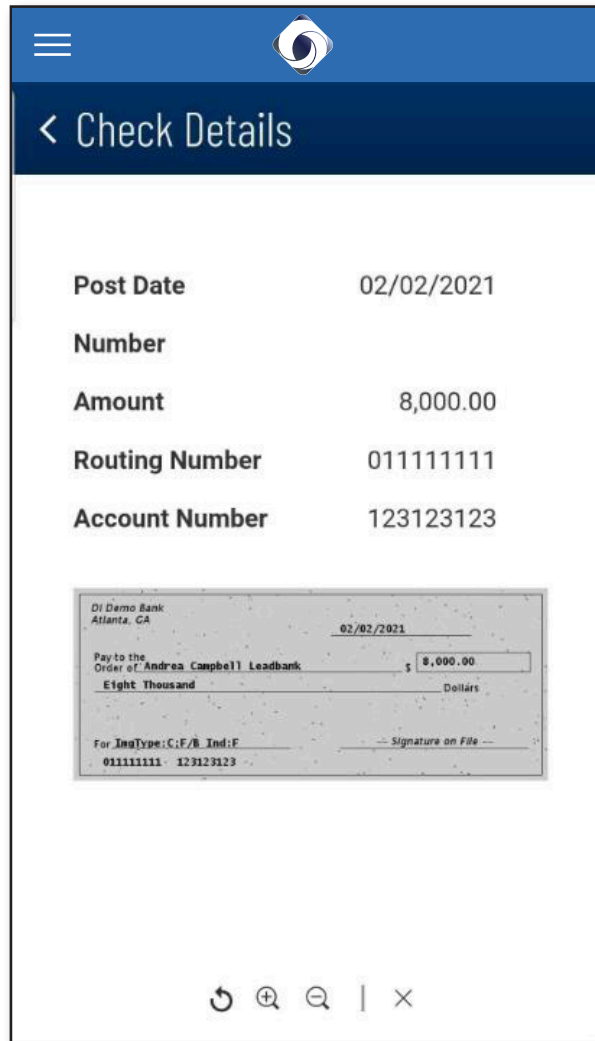 Check Details
Post Date 02/02/2021
Number
Amount 8,000.00
Routing Number 011111111
Account Number 123123123
DI Demo Bank
Atlanta, GA
02/02/2021
Pay to the
Order of: Andrea Campbell Leadbank $ 8,000.00
Eight Thousand Dollars
For ImgType:C;F/B Ind:F -- Signature on File --
011111111 123123123